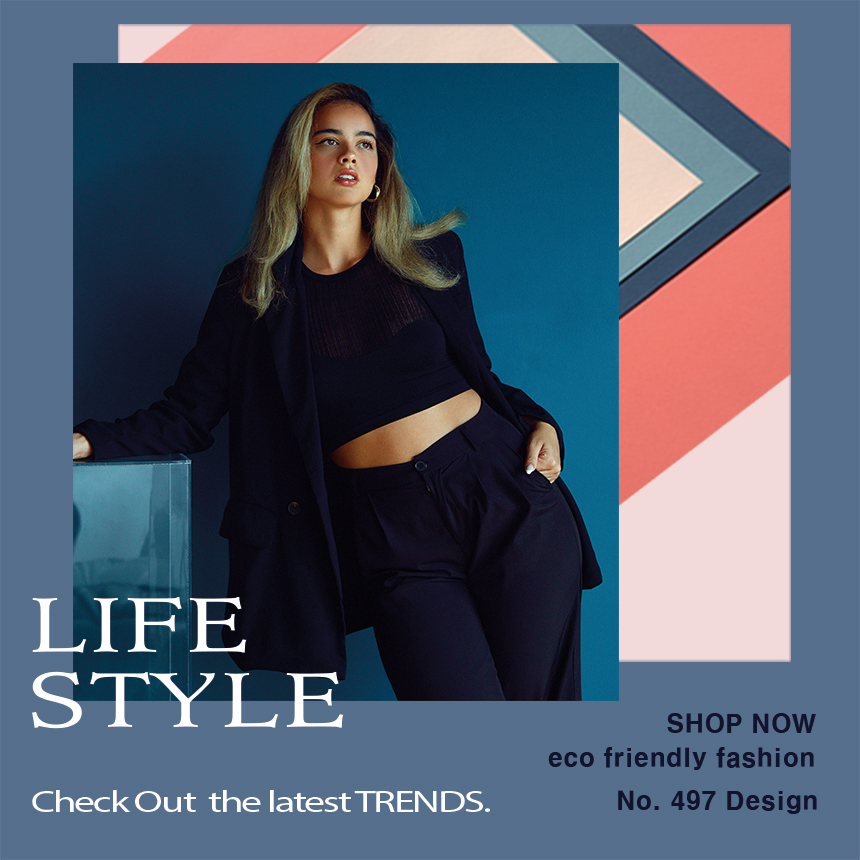 LIFE
STYLE
Check Out the latest TRENDS.
SHOP NOW
eco friendly fashion
No. 497 Design